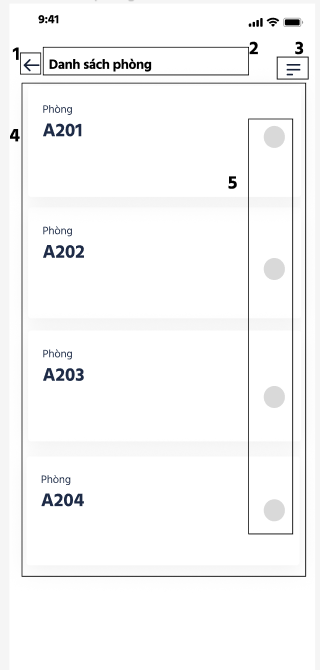 9:41
1
2
3
Danh sách phòng
4
Phòng
A201
5
Phòng
A202
Phòng
A203
Phòng
A204